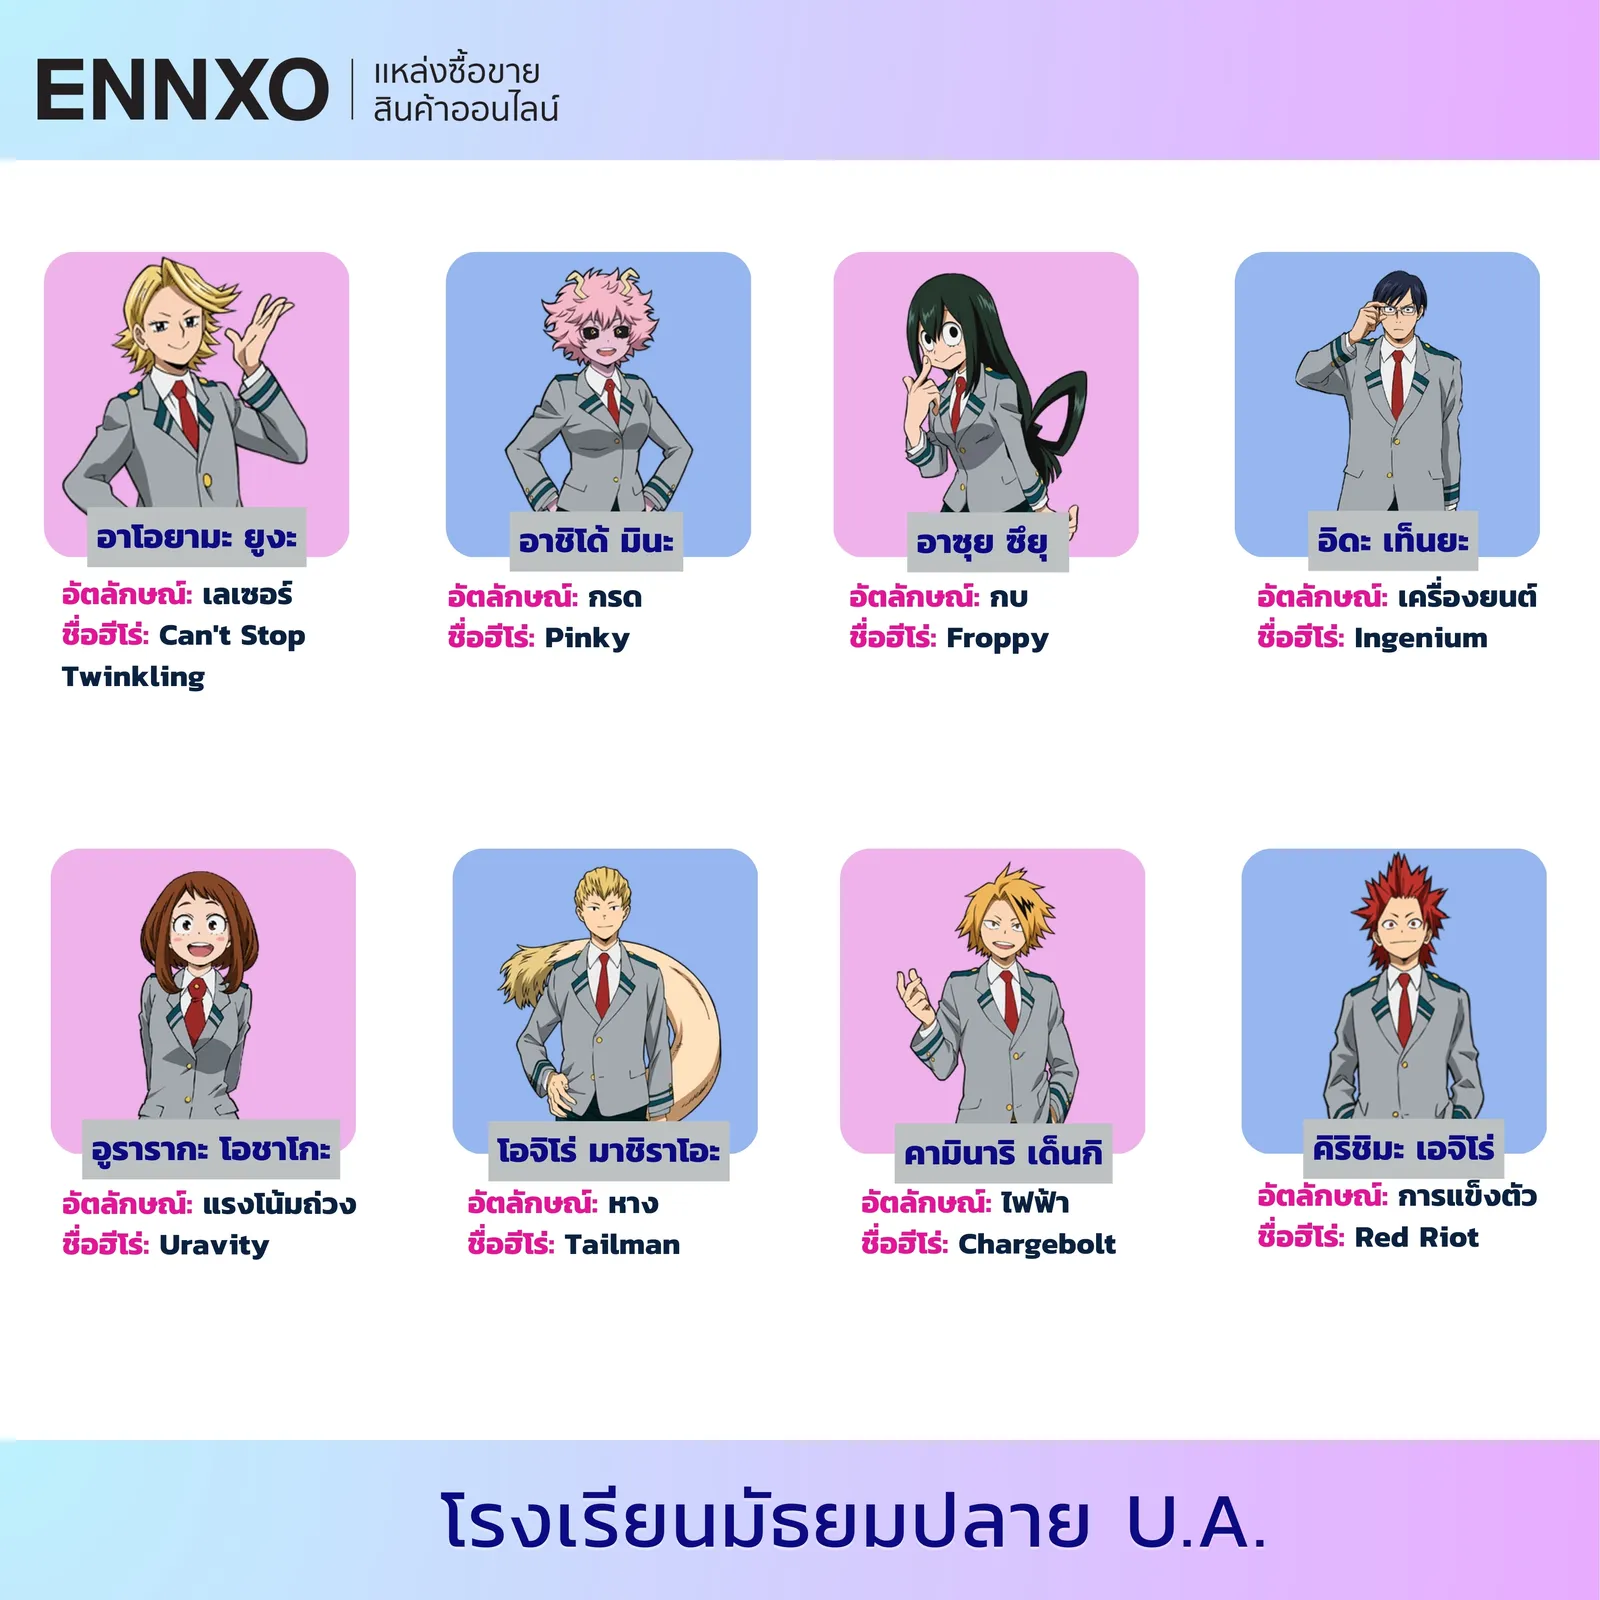 ENNXO
แหล่งซื้อขาย
สินค้าออนไลน์
อาโอยามะ ยูงะ
อัตลักษณ์: เลเซอร์
ชื่อฮีโร่: Can't Stop
Twinkling
อาชิโด้ มินะ
อัตลักษณ์: กรด
ชื่อฮีโร่: Pinky
อาซุย ซึยุ
อัตลักษณ์: กบ
ชื่อฮีโร่: Froppy
อิดะ เท็นยะ
อัตลักษณ์: เครื่องยนต์
ชื่อฮีโร่: Ingenium
อูรารากะ โอชาโกะ
อัตลักษณ์: แรงโน้มถ่วง
ชื่อฮีโร่: Uravity
โอจิโร่ มาชิราโอะ
อัตลักษณ์: หาง
ชื่อฮีโร่: Tailman
คามินาริ เด็นกิ
อัตลักษณ์: ไฟฟ้า
ชื่อฮีโร่: Chargebolt
คิริชิมะ เอจิโร่
อัตลักษณ์: การแข็งตัว
ชื่อฮีโร่: Red Riot
โรงเรียนมัธยมปลาย U.A.